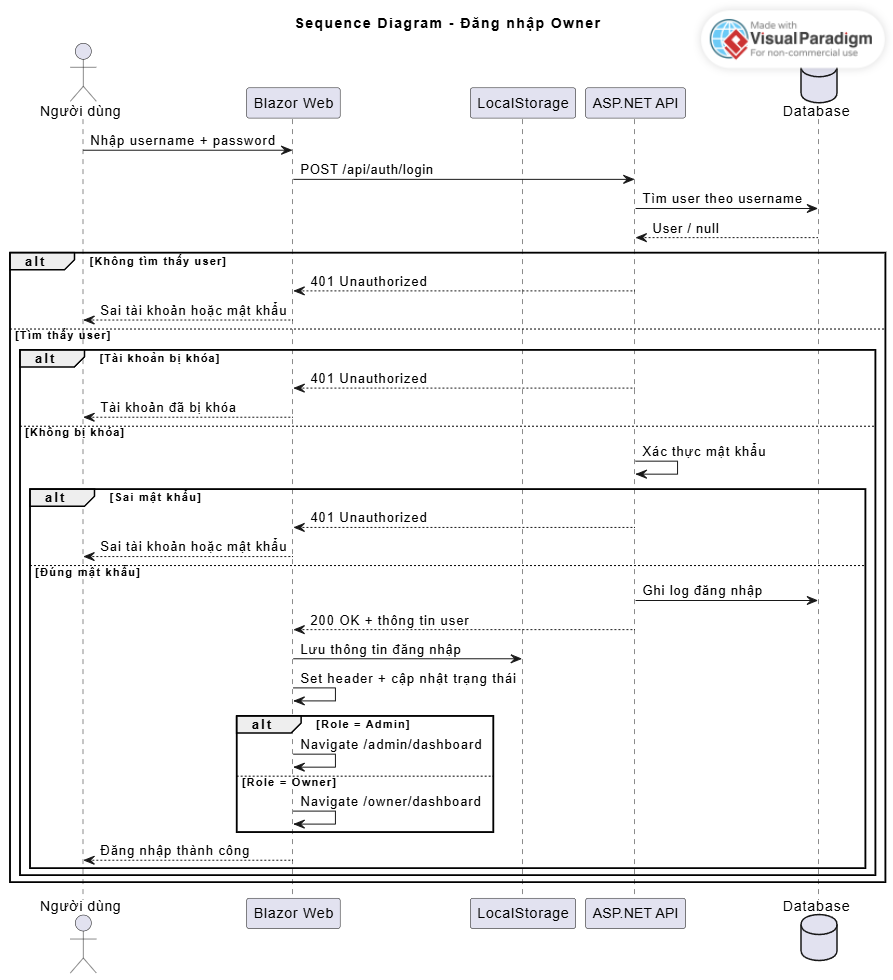 Sequence Diagram - Đăng nhập Owner
Made with
VisualParadigm
For non-commercial use
Người dùng
Blazor Web
LocalStorage
ASP.NET API
Database
Nhập username + password
POST /api/auth/login
Tìm user theo username
User / null
alt
[Không tìm thấy user]
401 Unauthorized
Sai tài khoản hoặc mật khẩu
[Tìm thấy user]
alt
[Tài khoản bị khóa]
401 Unauthorized
Tài khoản đã bị khóa
[Không bị khóa]
Xác thực mật khẩu
alt
[Sai mật khẩu]
401 Unauthorized
Sai tài khoản hoặc mật khẩu
[Đúng mật khẩu]
Ghi log đăng nhập
200 OK + thông tin user
Lưu thông tin đăng nhập
Set header + cập nhật trạng thái
alt
[Role = Admin]
Navigate /admin/dashboard
[Role = Owner]
Navigate /owner/dashboard
Đăng nhập thành công
Người dùng
Blazor Web
LocalStorage
ASP.NET API
Database